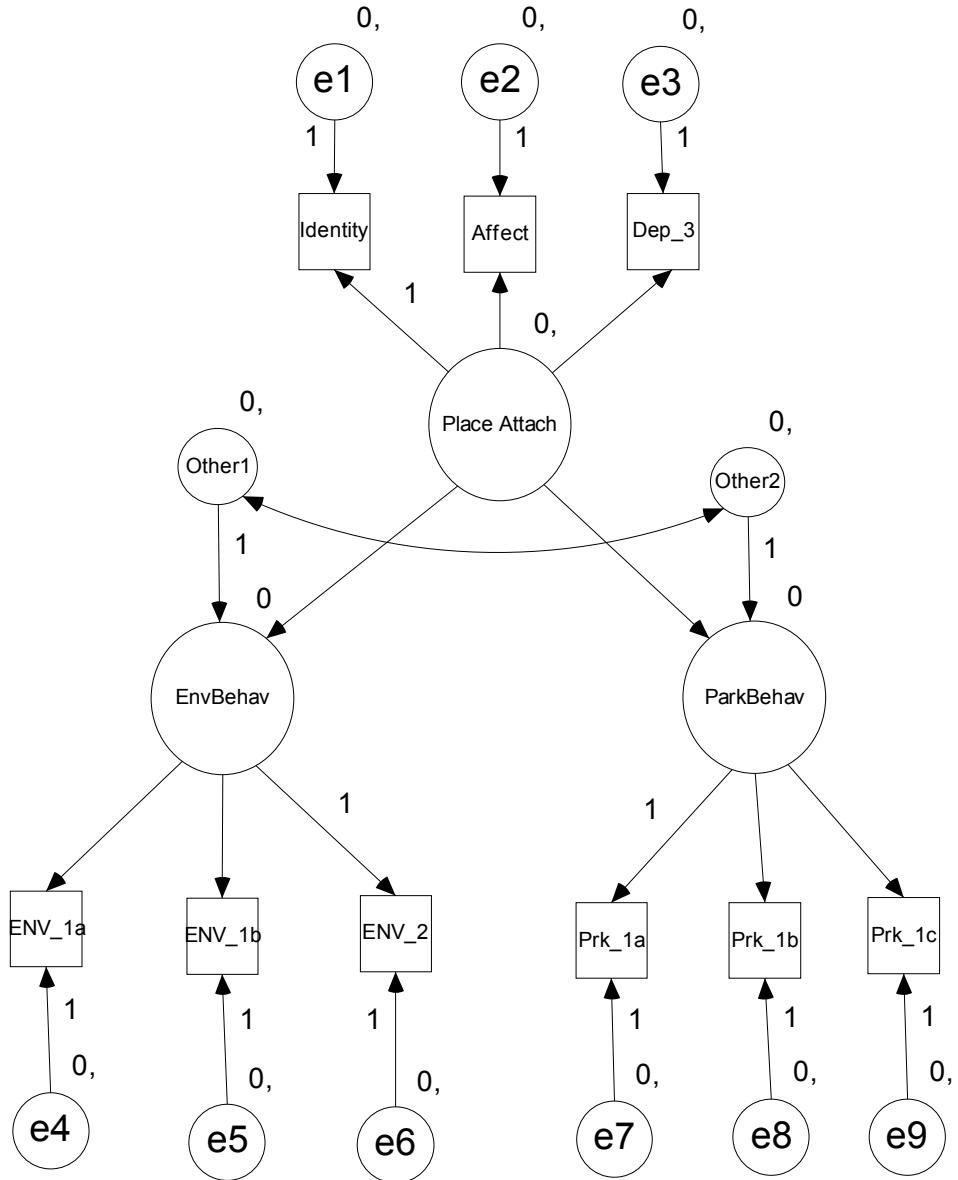 0, 0, 0,
e1 e2 e3
1 1 1
Identity Affect Dep_3
1
0,
Place Attach
0, 0,
Other1 Other2
1 1
0 0
EnvBehav ParkBehav
1 1
ENV_1a ENV_1b ENV_2 Prk_1a Prk_1b Prk_1c
1 1 1 1 1 1
0, 0, 0, 0, 0, 0,
e4 e5 e6 e7 e8 e9